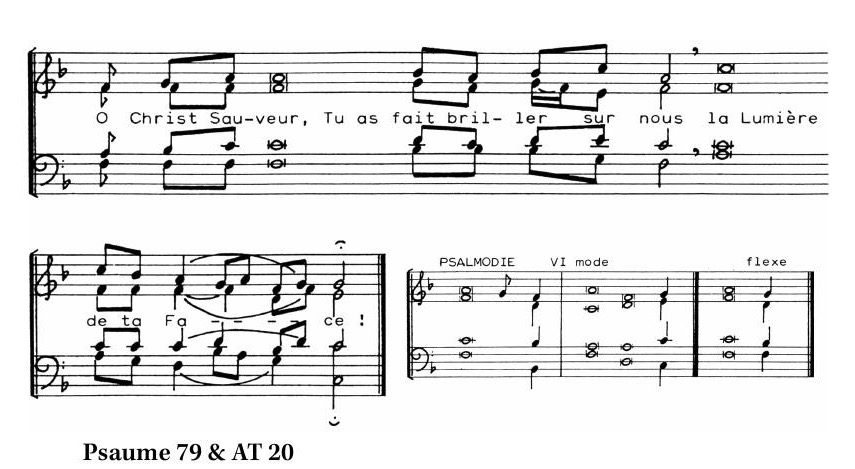 O Christ Sau-veur, Tu as fait bril-ler sur nous la Lumière
de ta Fa - - - - ce !
PSALMODIE VI mode flexe
Psaume 79 & AT 20